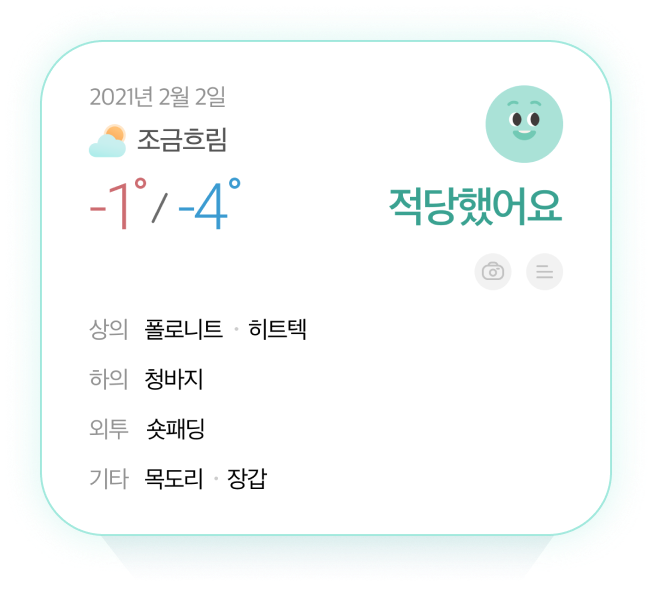 2021년 2월 2일
조금흐림
-1°/ -4°
적당했어요
상의 폴로니트 · 히트텍
하의 청바지
외투 숏패딩
기타 목도리 · 장갑